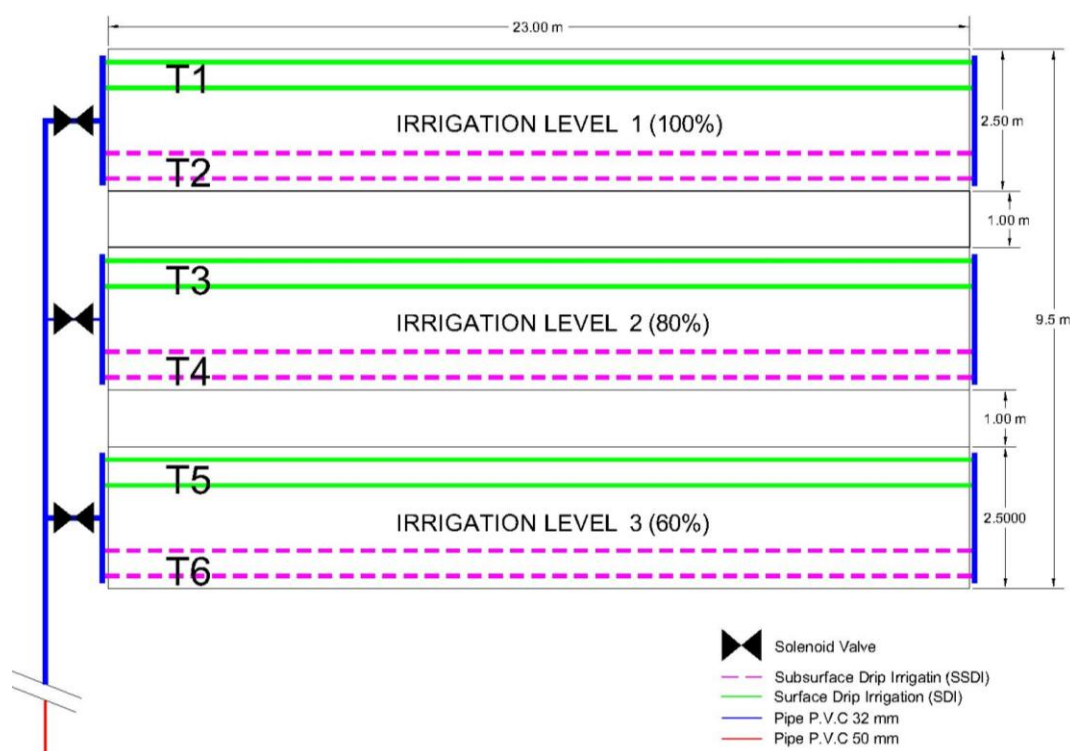 23.00 m
T1
IRRIGATION LEVEL 1 (100%)
2.50 m
T2
1.00 m
T3
IRRIGATION LEVEL 2 (80%)
9.5 m
T4
1.00 m
T5
IRRIGATION LEVEL 3 (60%)
2.5000
T6
Solenoid Valve
Subsurface Drip Irrigatin (SSDI)
Surface Drip Irrigation (SDI)
Pipe P.V.C 32 mm
Pipe P.V.C 50 mm